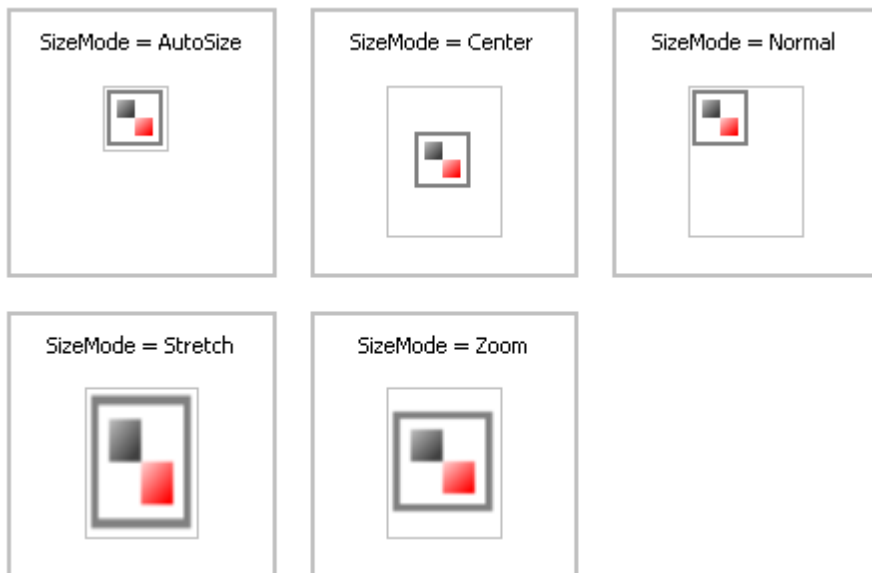 SizeMode = AutoSize
SizeMode = Center
SizeMode = Normal
SizeMode = Stretch
SizeMode = Zoom